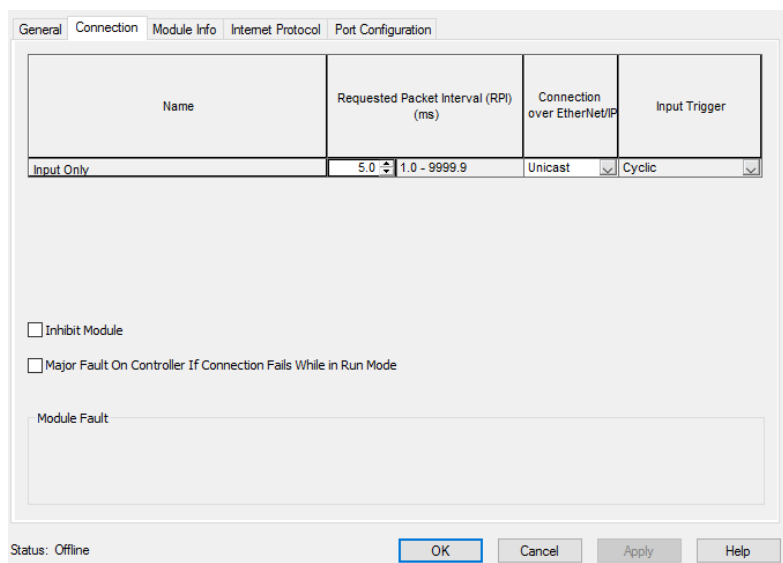 General Connection Module Info Internet Protocol Port Configuration
Name
Requested Packet Interval (RPI)
(ms)
Connection
over EtherNet/IP
Input Trigger
Input Only 5.0 1.0 - 9999.9 Unicast Cyclic
Inhibit Module
Major Fault On Controller If Connection Fails While in Run Mode
Module Fault
Status: Offline OK Cancel Apply Help